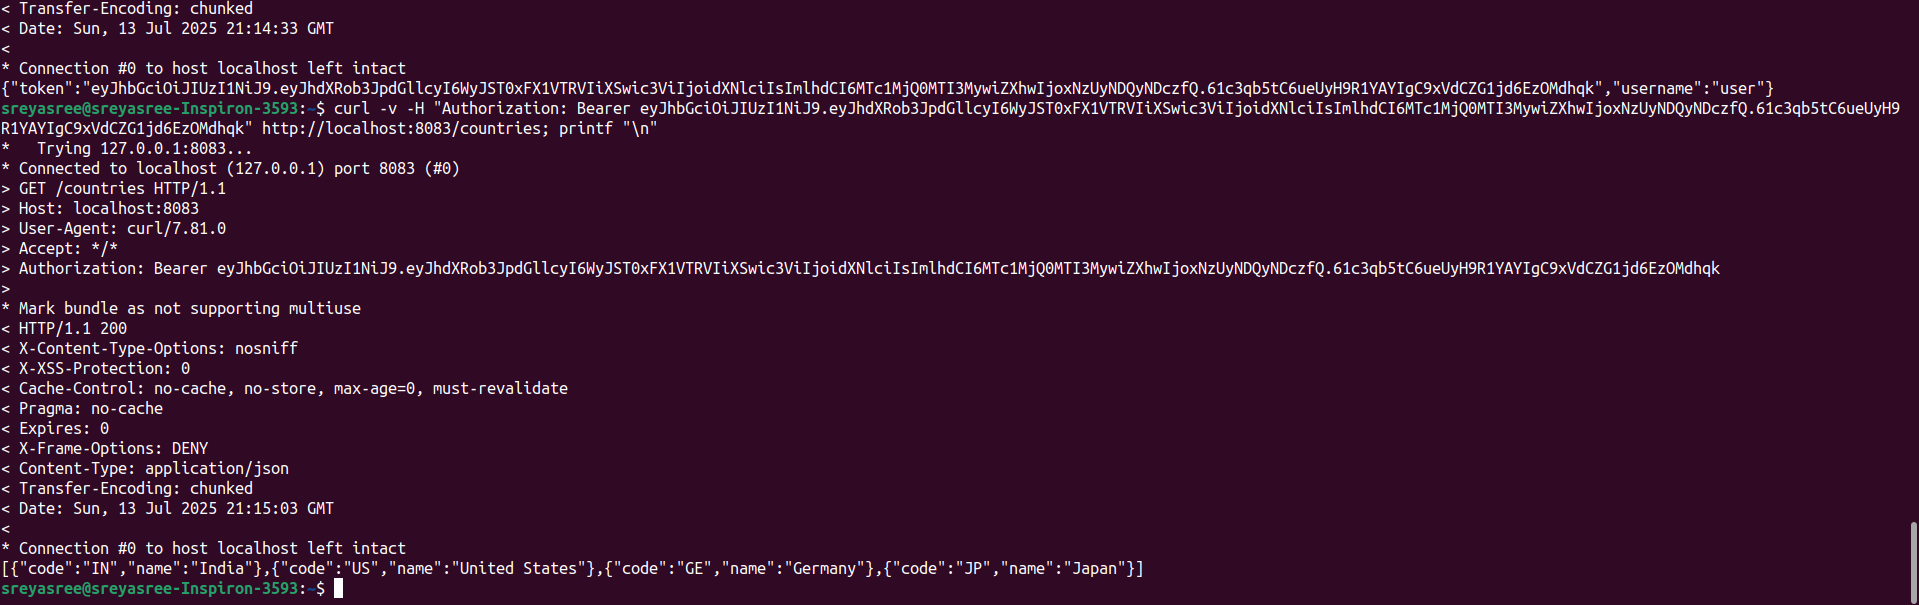 < Transfer-Encoding: chunked
< Date: Sun, 13 Jul 2025 21:14:33 GMT
<
* Connection #0 to host localhost left intact
{"token":"eyJhbGciOiJIUzI1NiJ9.eyJhdXRob3JpdGllcyI6WyJST0xFX1VTRVIiXSwic3ViIjoidXNlciIsImlhdCI6MTc1MjQ0MTI3MywiZXhwIjoxNzUyNDQyNDczfQ.61c3qb5tC6ueUyH9R1YAYIgC9xVdCZG1jd6EzOMdhqk","username":"user"}
sreyasree@sreyasree-Inspiron-3593:~$ curl -v -H "Authorization: Bearer eyJhbGciOiJIUzI1NiJ9.eyJhdXRob3JpdGllcyI6WyJST0xFX1VTRVIiXSwic3ViIjoidXNlciIsImlhdCI6MTc1MjQ0MTI3MywiZXhwIjoxNzUyNDQyNDczfQ.61c3qb5tC6ueUyH9
R1YAYIgC9xVdCZG1jd6EzOMdhqk" http://localhost:8083/countries; printf "\n"
*   Trying 127.0.0.1:8083...
* Connected to localhost (127.0.0.1) port 8083 (#0)
> GET /countries HTTP/1.1
> Host: localhost:8083
> User-Agent: curl/7.81.0
> Accept: */*
> Authorization: Bearer eyJhbGciOiJIUzI1NiJ9.eyJhdXRob3JpdGllcyI6WyJST0xFX1VTRVIiXSwic3ViIjoidXNlciIsImlhdCI6MTc1MjQ0MTI3MywiZXhwIjoxNzUyNDQyNDczfQ.61c3qb5tC6ueUyH9R1YAYIgC9xVdCZG1jd6EzOMdhqk
>
* Mark bundle as not supporting multiuse
< HTTP/1.1 200
< X-Content-Type-Options: nosniff
< X-XSS-Protection: 0
< Cache-Control: no-cache, no-store, max-age=0, must-revalidate
< Pragma: no-cache
< Expires: 0
< X-Frame-Options: DENY
< Content-Type: application/json
< Transfer-Encoding: chunked
< Date: Sun, 13 Jul 2025 21:15:03 GMT
<
* Connection #0 to host localhost left intact
[{"code":"IN","name":"India"},{"code":"US","name":"United States"},{"code":"GE","name":"Germany"},{"code":"JP","name":"Japan"}]
sreyasree@sreyasree-Inspiron-3593:~$